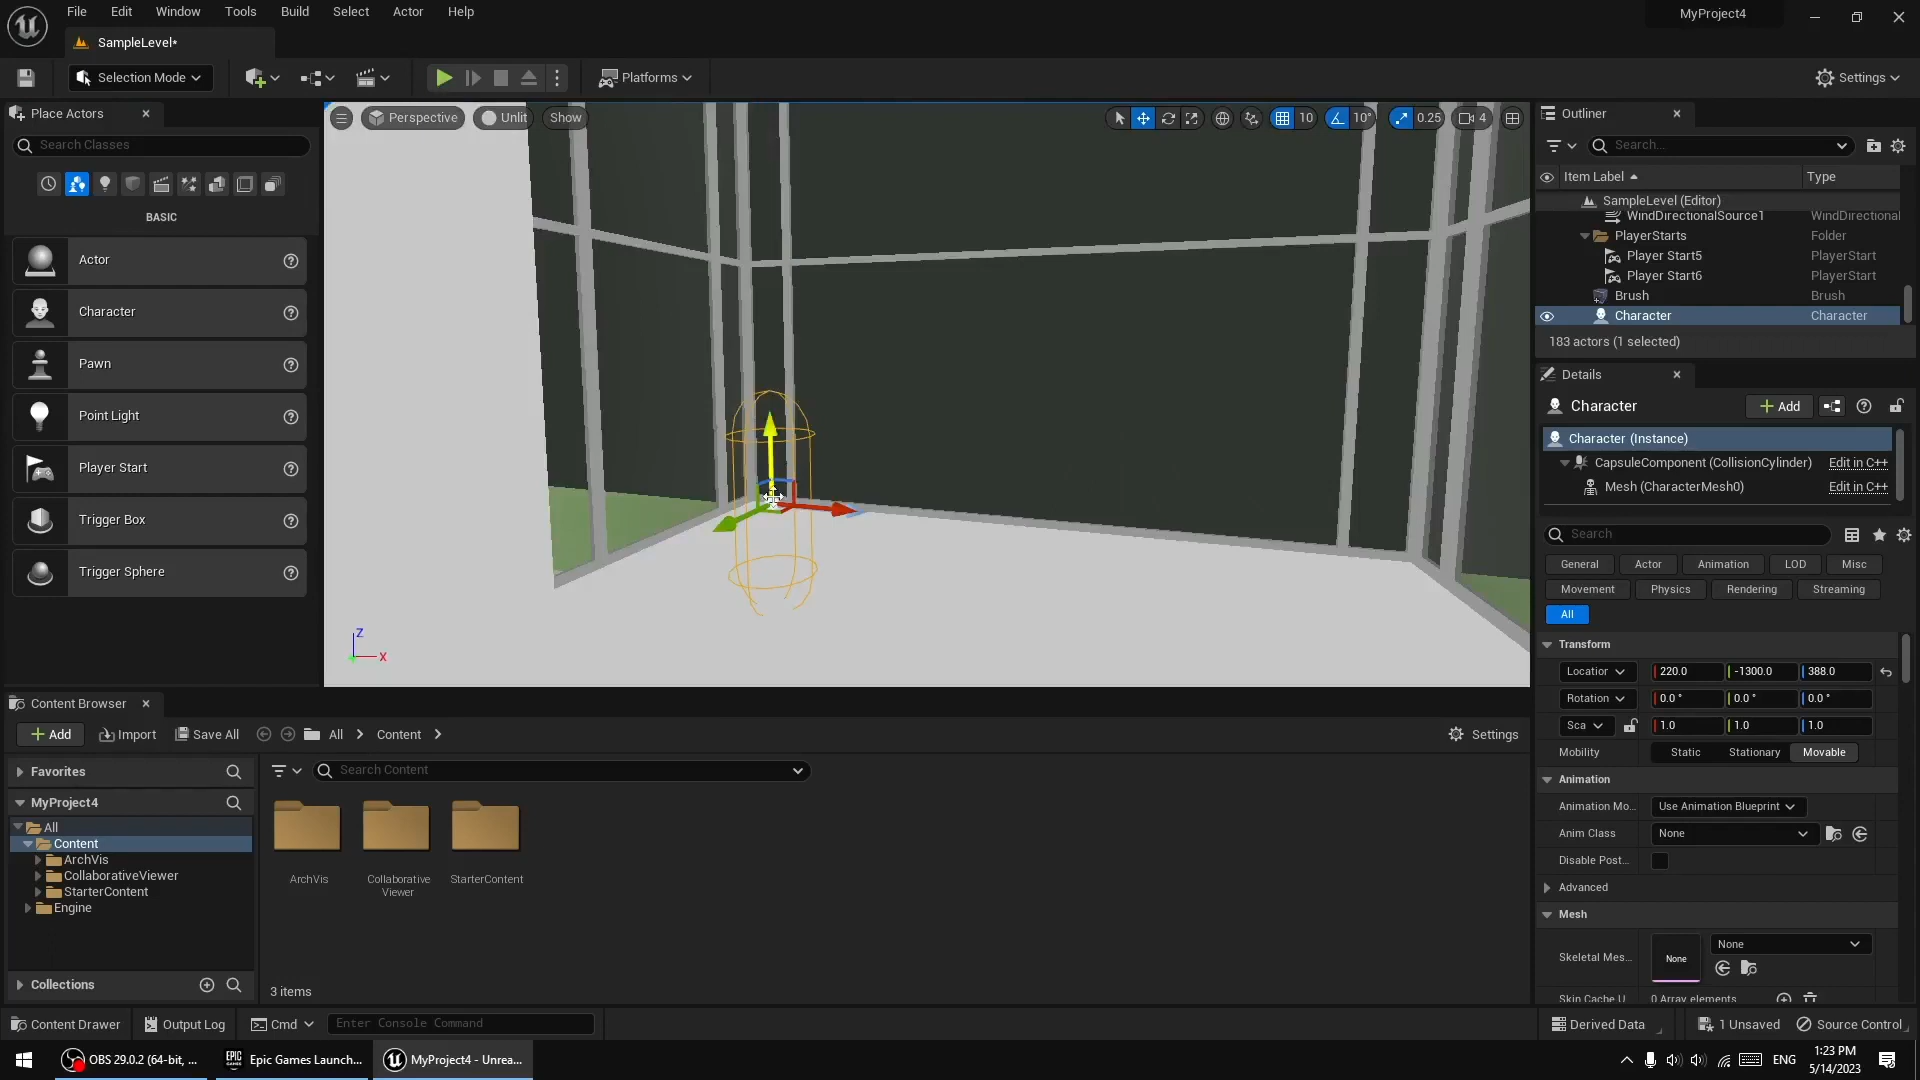 File
Edit
Window
Tools
Build
Select
Actor
Help
MyProject4
SampleLevel*
Selection Mode
Platforms
Settings
Place Actors
Search Classes
BASIC
Actor
Character
Pawn
Point Light
Player Start
Trigger Box
Trigger Sphere
Perspective
Unlit
Show
10
10°
0.25
4
Z
X
Outliner
Search...
Item Label
Type
SampleLevel (Editor)
WindDirectionalSource1
WindDirectional
PlayerStarts
Folder
Player Start5
PlayerStart
Player Start6
PlayerStart
Brush
Brush
Character
Character
183 actors (1 selected)
Details
Character
Add
Character (Instance)
CapsuleComponent (CollisionCylinder)
Edit in C++
Mesh (CharacterMesh0)
Edit in C++
Search
General
Actor
Animation
LOD
Misc
Movement
Physics
Rendering
Streaming
All
Transform
Location
220.0
-1300.0
388.0
Rotation
0.0 °
0.0 °
0.0 °
Sca
1.0
1.0
1.0
Mobility
Static
Stationary
Movable
Animation
Animation Mo...
Use Animation Blueprint
Anim Class
None
Disable Post...
Advanced
Mesh
Skeletal Mes...
None
None
Skin Cache U
0 Array elements
Content Browser
Add
Import
Save All
All
Content
Settings
Favorites
Search Content
MyProject4
All
Content
ArchVis
CollaborativeViewer
StarterContent
Engine
Collections
ArchVis
Collaborative
Viewer
StarterContent
3 items
Content Drawer
Output Log
Cmd
Enter Console Command
Derived Data
1 Unsaved
Source Control
OBS 29.0.2 (64-bit, ...
EPIC
Epic Games Launch...
MyProject4 - Unrea...
ENG
1:23 PM
5/14/2023